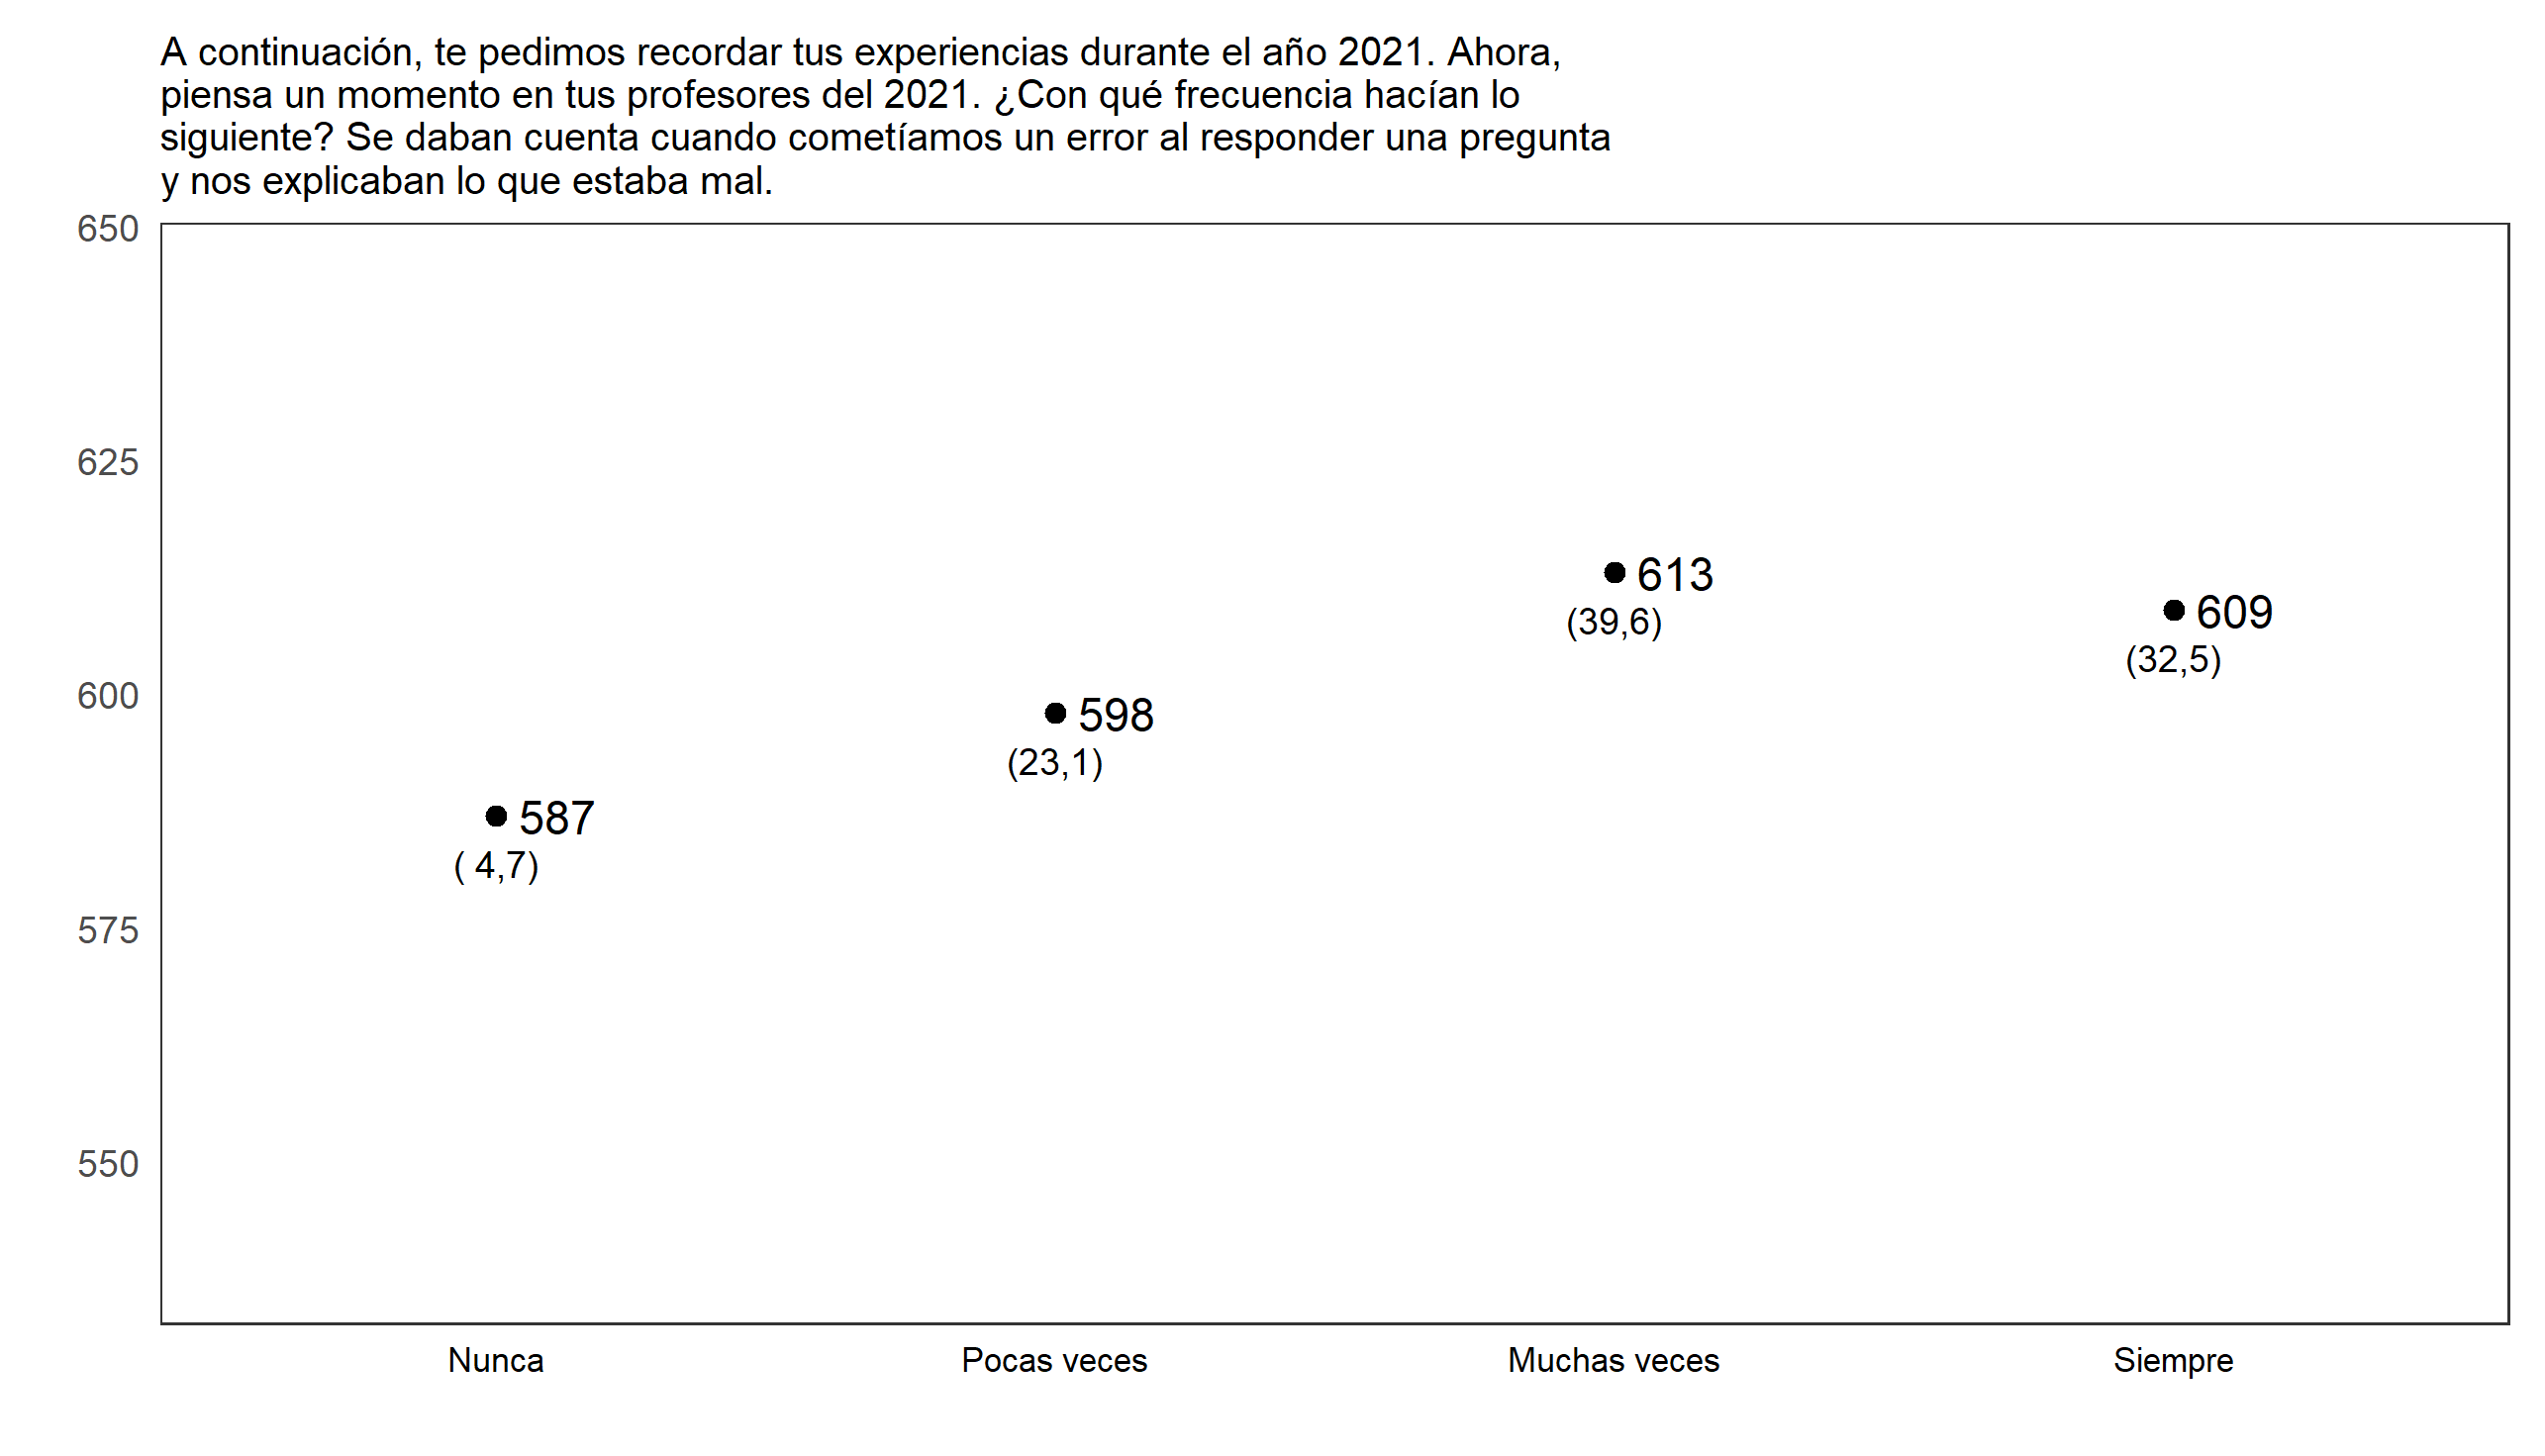 A continuación, te pedimos recordar tus experiencias durante el año 2021. Ahora,
piensa un momento en tus profesores del 2021. ¿Con qué frecuencia hacían lo
siguiente? Se daban cuenta cuando cometíamos un error al responder una pregunta
y nos explicaban lo que estaba mal.
650
625
600
575
550
613
(39,6)
609
(32,5)
598
(23,1)
587
( 4,7)
Nunca
Pocas veces
Muchas veces
Siempre